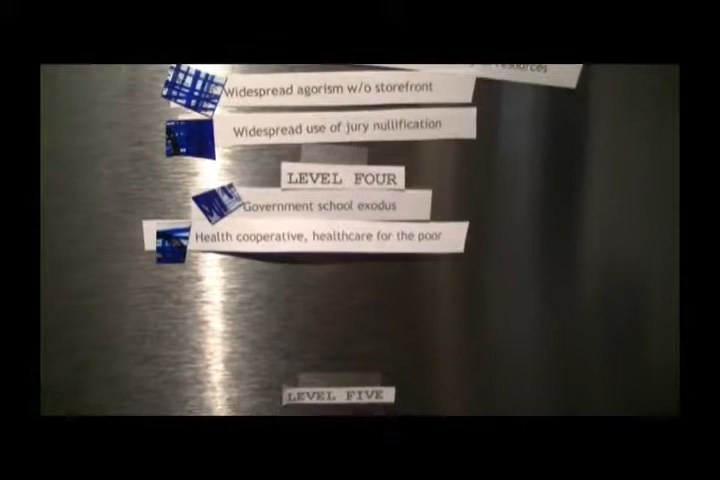 resources
Widespread agorism w/o storefront
Widespread use of jury nullification
LEVEL FOUR
Government school exodus
Health cooperative, healthcare for the poor
LEVEL FIVE